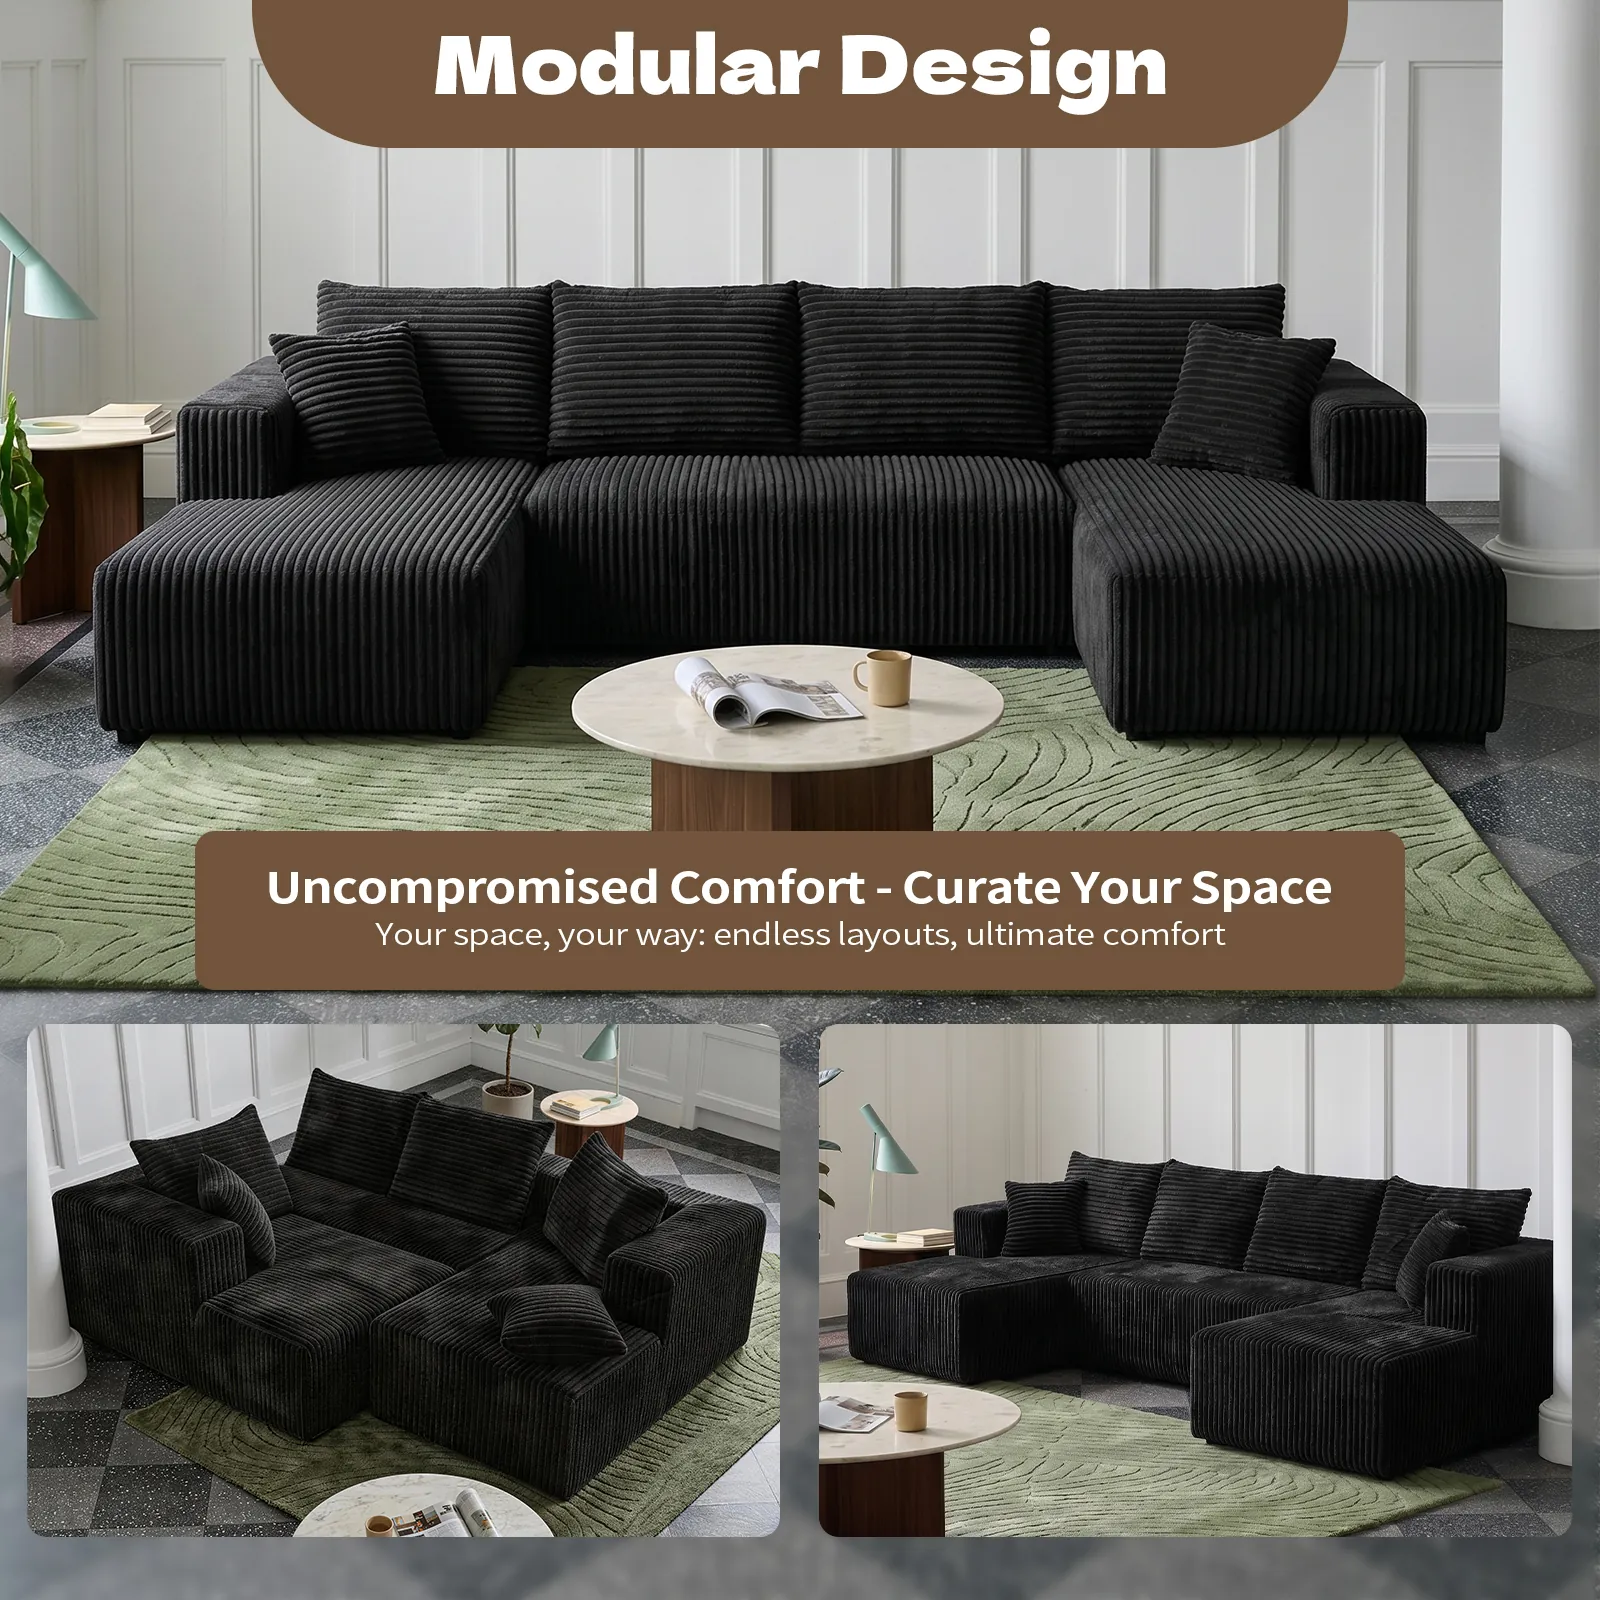 Modular Design
Uncompromised Comfort - Curate Your Space
Your space, your way: endless layouts, ultimate comfort